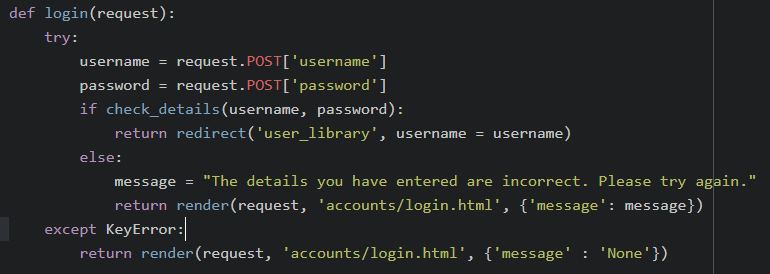 def login(request):
    try:
        username = request.POST['username']
        password = request.POST['password']
        if check_details(username, password):
            return redirect('user_library', username = username)
        else:
            message = "The details you have entered are incorrect. Please try again."
            return render(request, 'accounts/login.html', {'message': message})
    except KeyError:
        return render(request, 'accounts/login.html', {'message' : 'None'})